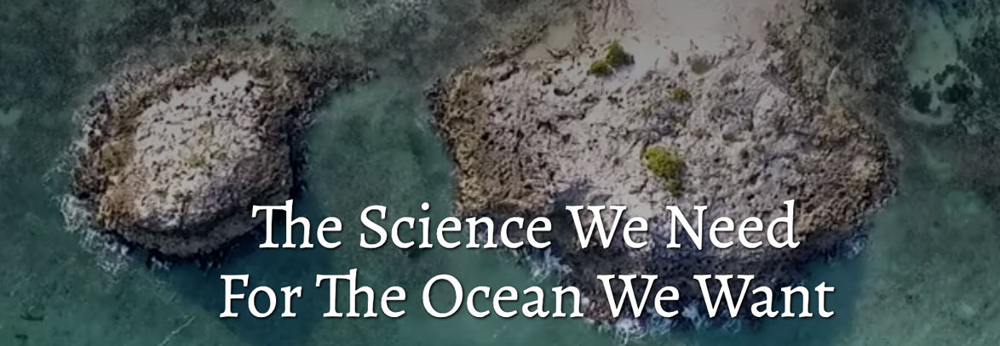 The Science We Need
For The Ocean We Want